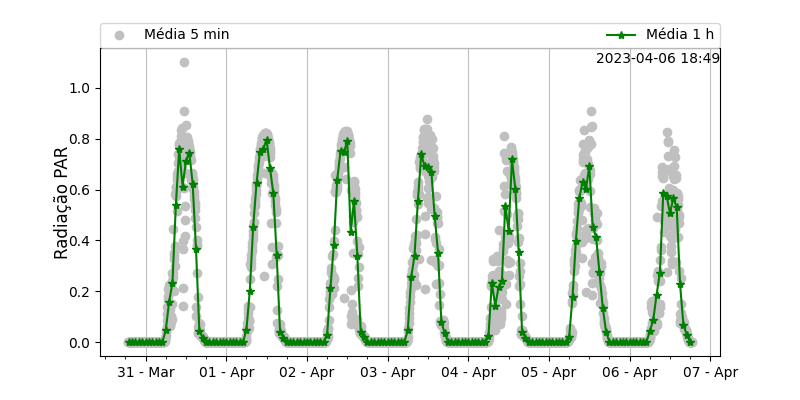 Média 5 min
Média 1 h
2023-04-06 18:49
Radiação PAR
1.0
0.8
0.6
0.4
0.2
0.0
31 - Mar
01 - Apr
02 - Apr
03 - Apr
04 - Apr
05 - Apr
06 - Apr
07 - Apr